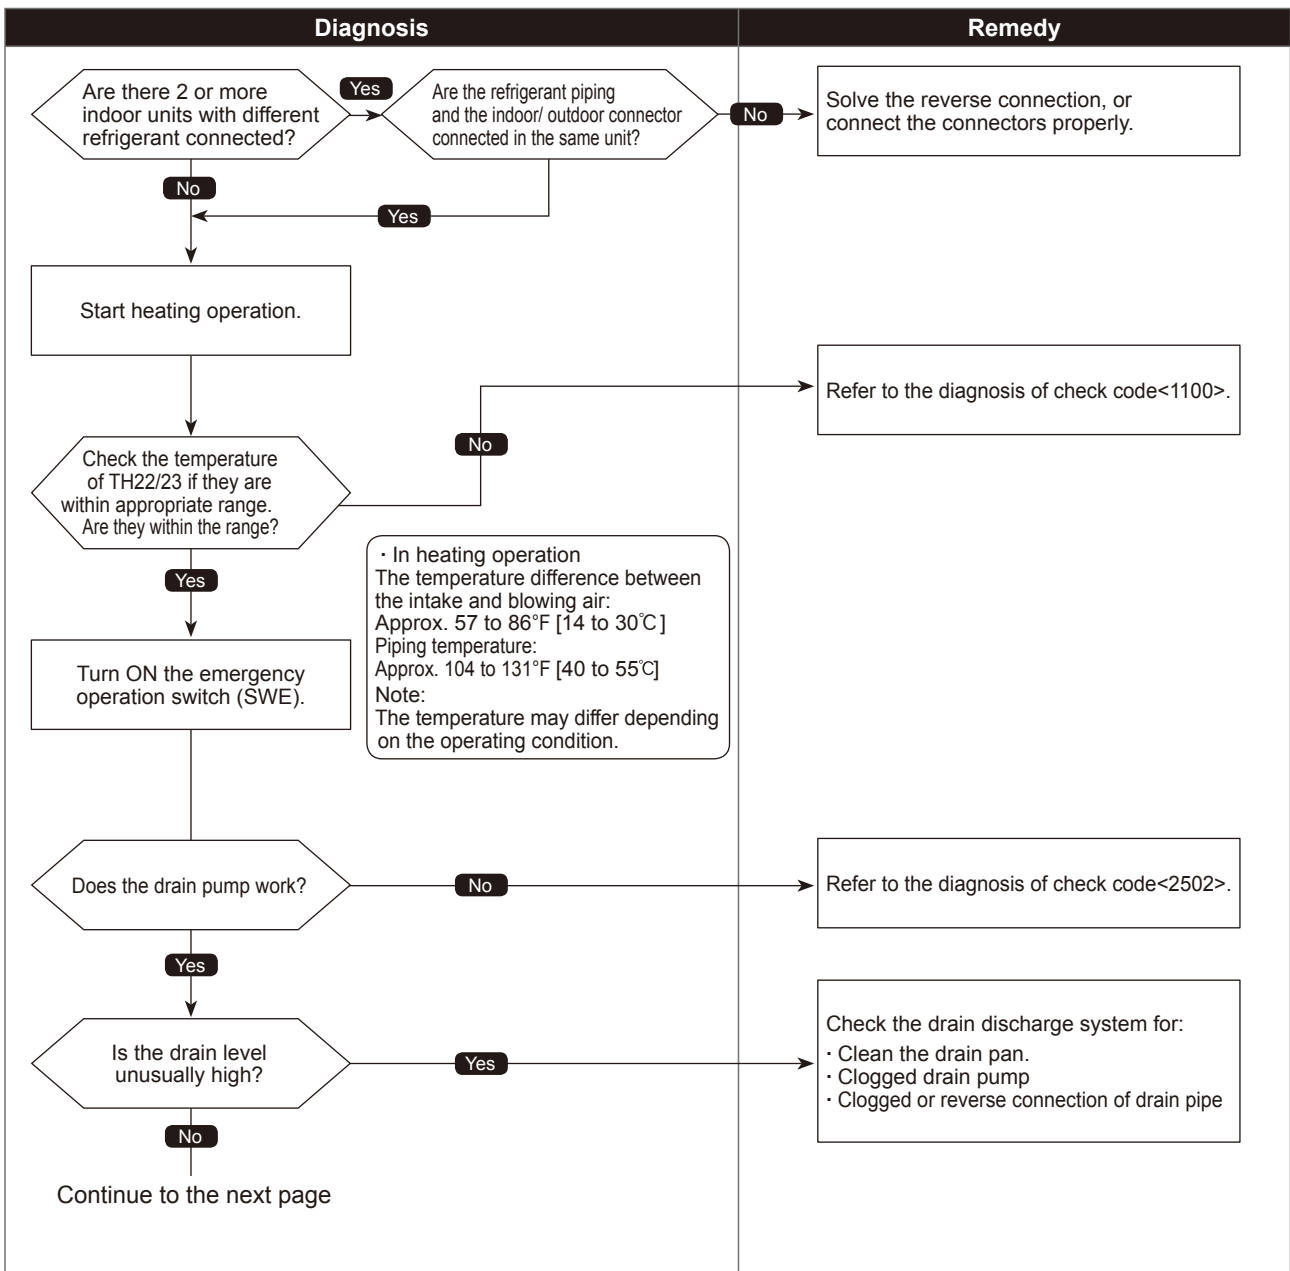 Diagnosis
Remedy
Are there 2 or more
indoor units with different
refrigerant connected?
Yes
Are the refrigerant piping
and the indoor/ outdoor connector
connected in the same unit?
No
Solve the reverse connection, or
connect the connectors properly.
No
Yes
Start heating operation.
Refer to the diagnosis of check code<1100>.
No
Check the temperature
of TH22/23 if they are
within appropriate range.
Are they within the range?
Yes
· In heating operation
The temperature difference between
the intake and blowing air:
Approx. 57 to 86°F [14 to 30℃]
Piping temperature:
Approx. 104 to 131°F [40 to 55℃]
Note:
The temperature may differ depending
on the operating condition.
Turn ON the emergency
operation switch (SWE).
Does the drain pump work?
No
Refer to the diagnosis of check code<2502>.
Yes
Is the drain level
unusually high?
Yes
Check the drain discharge system for:
· Clean the drain pan.
· Clogged drain pump
· Clogged or reverse connection of drain pipe
No
Continue to the next page